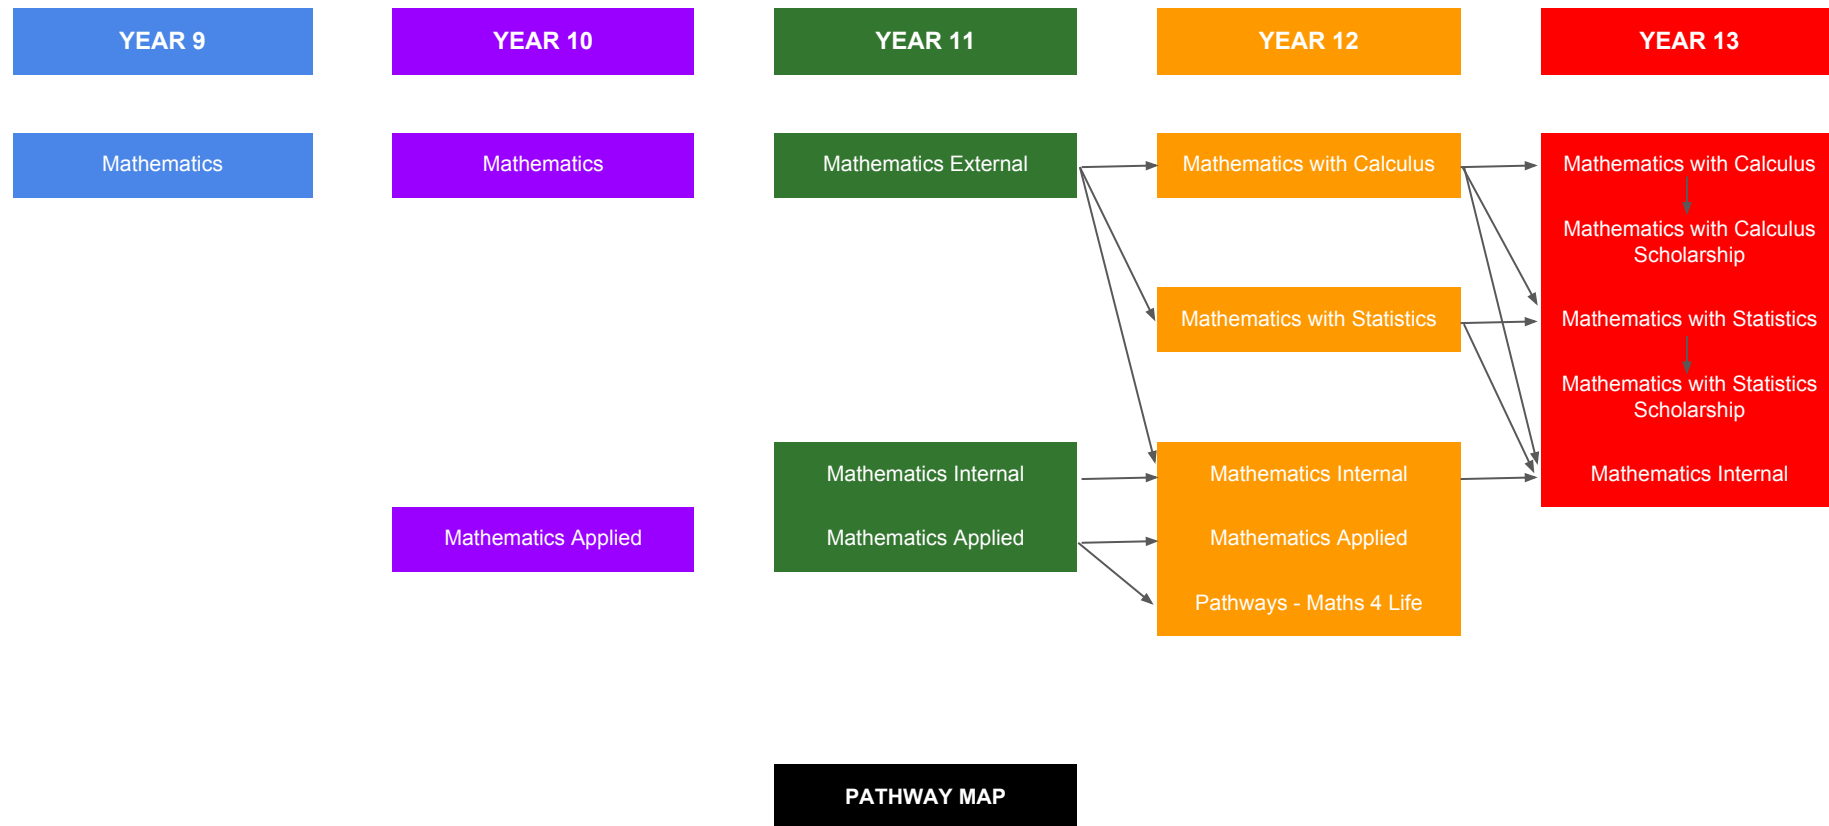 YEAR 9
YEAR 10
YEAR 11
YEAR 12
YEAR 13
Mathematics
Mathematics
Mathematics External
Mathematics with Calculus
Mathematics with Calculus
Mathematics with Calculus
Scholarship
Mathematics with Statistics
Mathematics with Statistics
Mathematics with Statistics
Scholarship
Mathematics Internal
Mathematics Internal
Mathematics Internal
Mathematics Applied
Mathematics Applied
Mathematics Applied
Pathways - Maths 4 Life
PATHWAY MAP